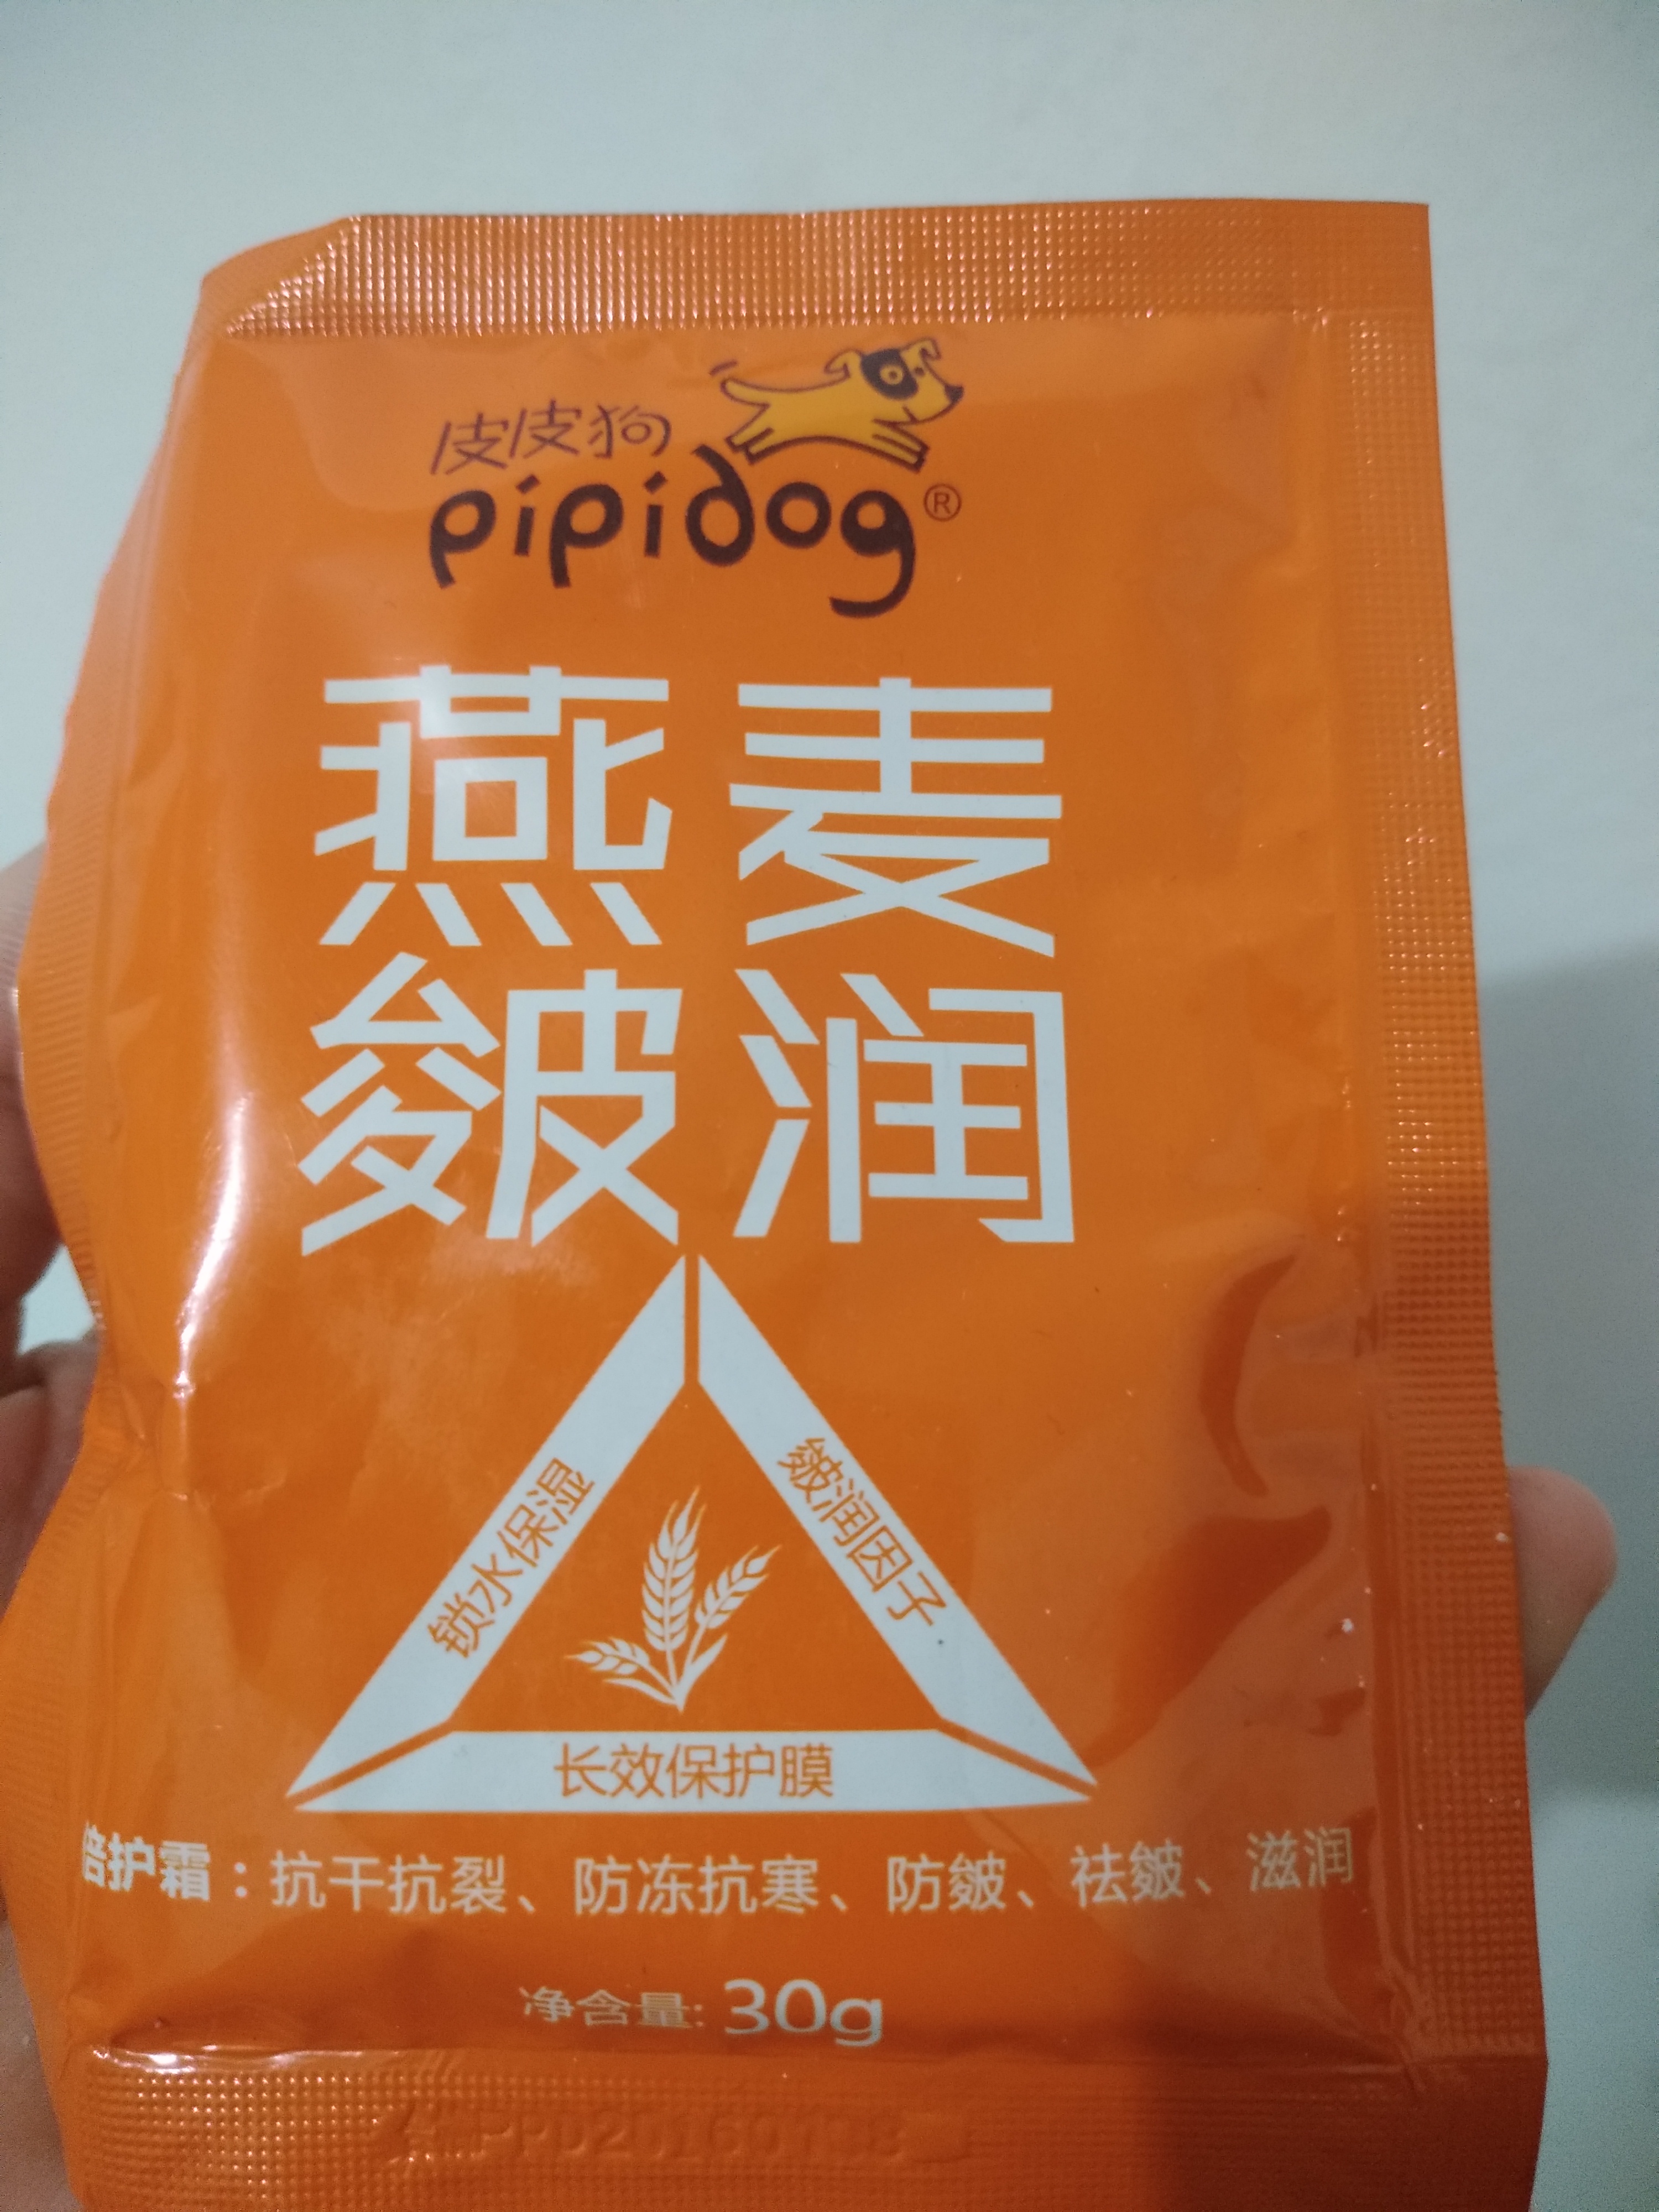 皮皮狗
pipidog®
燕麦
皴润
锁水保湿
皴润因子
长效保护膜
倍护霜：抗干抗裂、防冻抗寒、防皴、祛皴、滋润
净含量: 30g